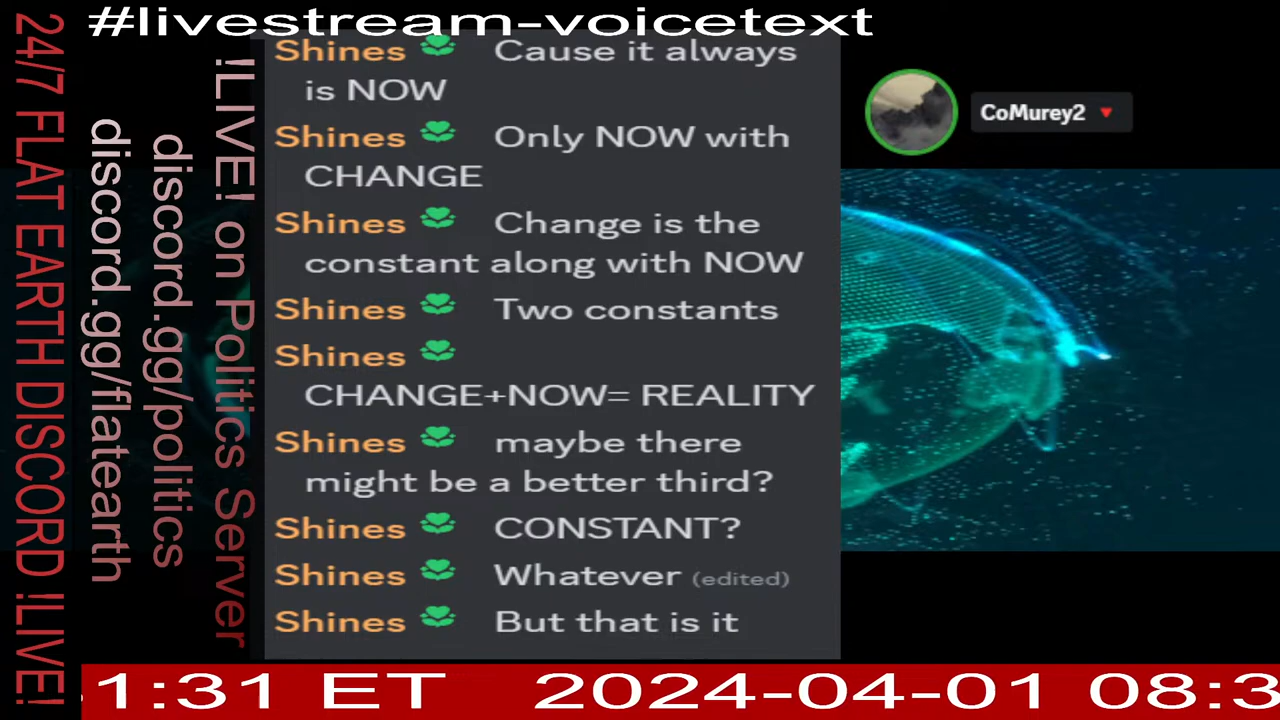 #livestream-voicetext
24/7 FLAT EARTH DISCORD !LIVE!
discord.gg/flatearth
discord.gg/politics
!LIVE! on Politics Server
Shines Cause it always
is NOW
Shines Only NOW with
CHANGE
Shines Change is the
constant along with NOW
Shines Two constants
Shines
CHANGE+NOW= REALITY
Shines maybe there
might be a better third?
Shines CONSTANT?
Shines Whatever (edited)
Shines But that is it
CoMurey2
1:31 ET 2024-04-01 08:3